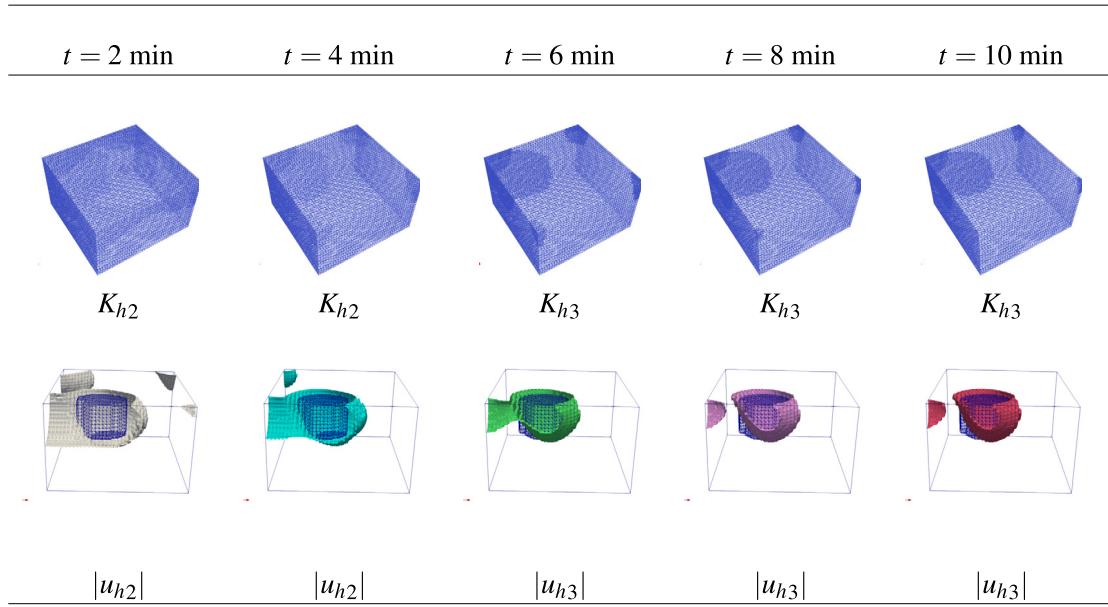 t = 2 min t = 4 min t = 6 min t = 8 min t = 10 min
K_{h2} K_{h2} K_{h3} K_{h3} K_{h3}
|u_{h2}| |u_{h2}| |u_{h3}| |u_{h3}| |u_{h3}|